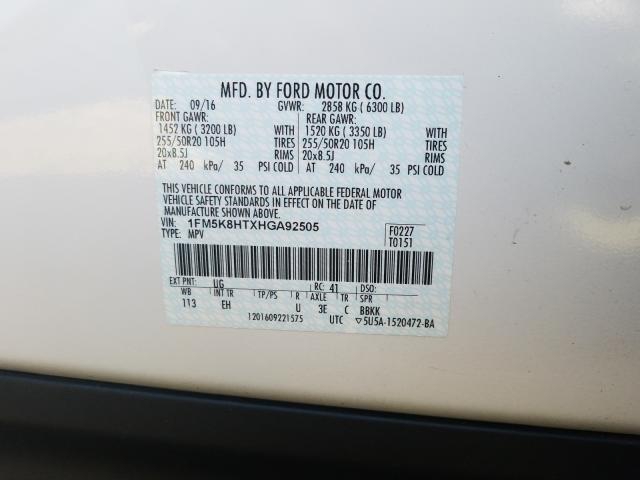 MFD. BY FORD MOTOR CO.
DATE: 09/16 GVWR: 2858 KG ( 6300 LB)
FRONT GAWR: REAR GAWR:
1452 KG ( 3200 LB) WITH 1520 KG ( 3350 LB) WITH
255/50R20 105H TIRES 255/50R20 105H TIRES
20x8.5J RIMS 20x8.5J RIMS
AT 240 kPa/ 35 PSI COLD AT 240 kPa/ 35 PSI COLD
THIS VEHICLE CONFORMS TO ALL APPLICABLE FEDERAL MOTOR
VEHICLE SAFETY STANDARDS IN EFFECT ON THE DATE OF
MANUFACTURE SHOWN ABOVE.
VIN: 1FM5K8HTXHGA92505 F0227
TYPE: MPV T0151
EXT PNT: UG RC: 41 DSO:
WB INT TR TP/PS R AXLE TR SPR
113 EH U 3E C BBKK
1201609221575 UTC ▽5U5A-1520472-BA